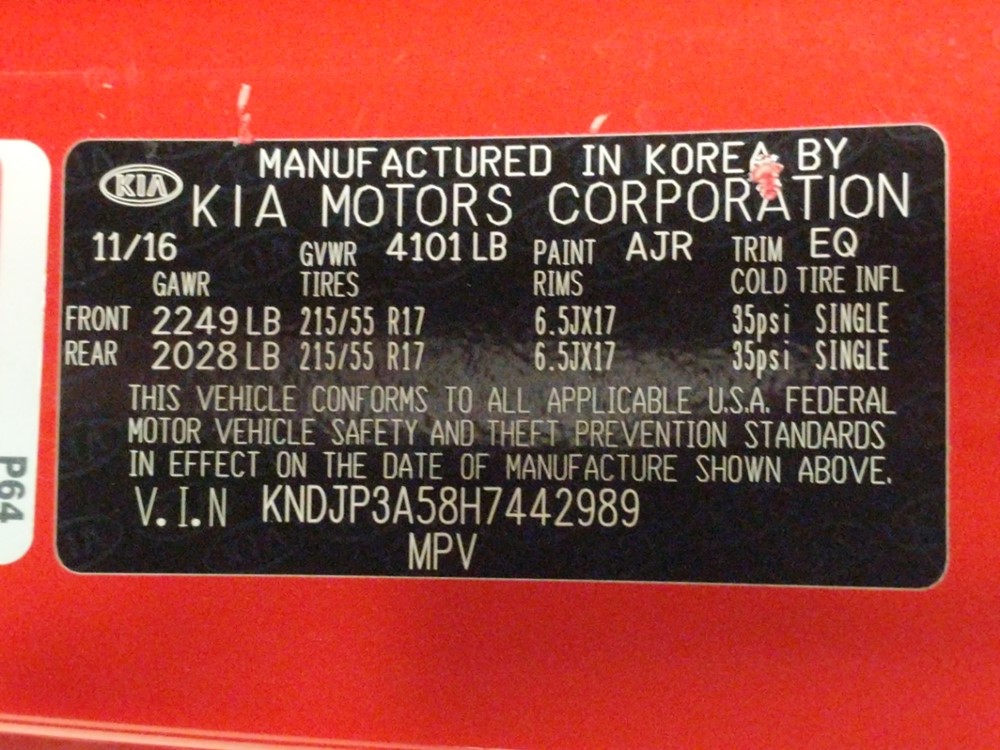 KIA
MANUFACTURED IN KOREA BY
KIA MOTORS CORPORATION
11/16 GVWR 4101 LB PAINT AJR TRIM EQ
GAWR TIRES RIMS COLD TIRE INFL
FRONT 2249 LB 215/55 R17 6.5JX17 35psi SINGLE
REAR 2028 LB 215/55 R17 6.5JX17 35psi SINGLE
THIS VEHICLE CONFORMS TO ALL APPLICABLE U.S.A. FEDERAL
MOTOR VEHICLE SAFETY AND THEFT PREVENTION STANDARDS
IN EFFECT ON THE DATE OF MANUFACTURE SHOWN ABOVE.
V.I.N KNDJP3A58H7442989
MPV
P64